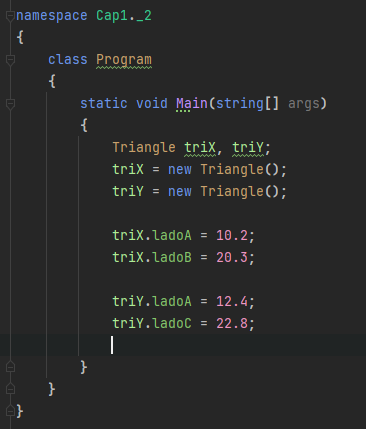 namespace Cap1._2
{
class Program
{
static void Main(string[] args)
{
Triangle triX, triY;
triX = new Triangle();
triY = new Triangle();
triX.ladoA = 10.2;
triX.ladoB = 20.3;
triY.ladoA = 12.4;
triY.ladoC = 22.8;
}
}
}